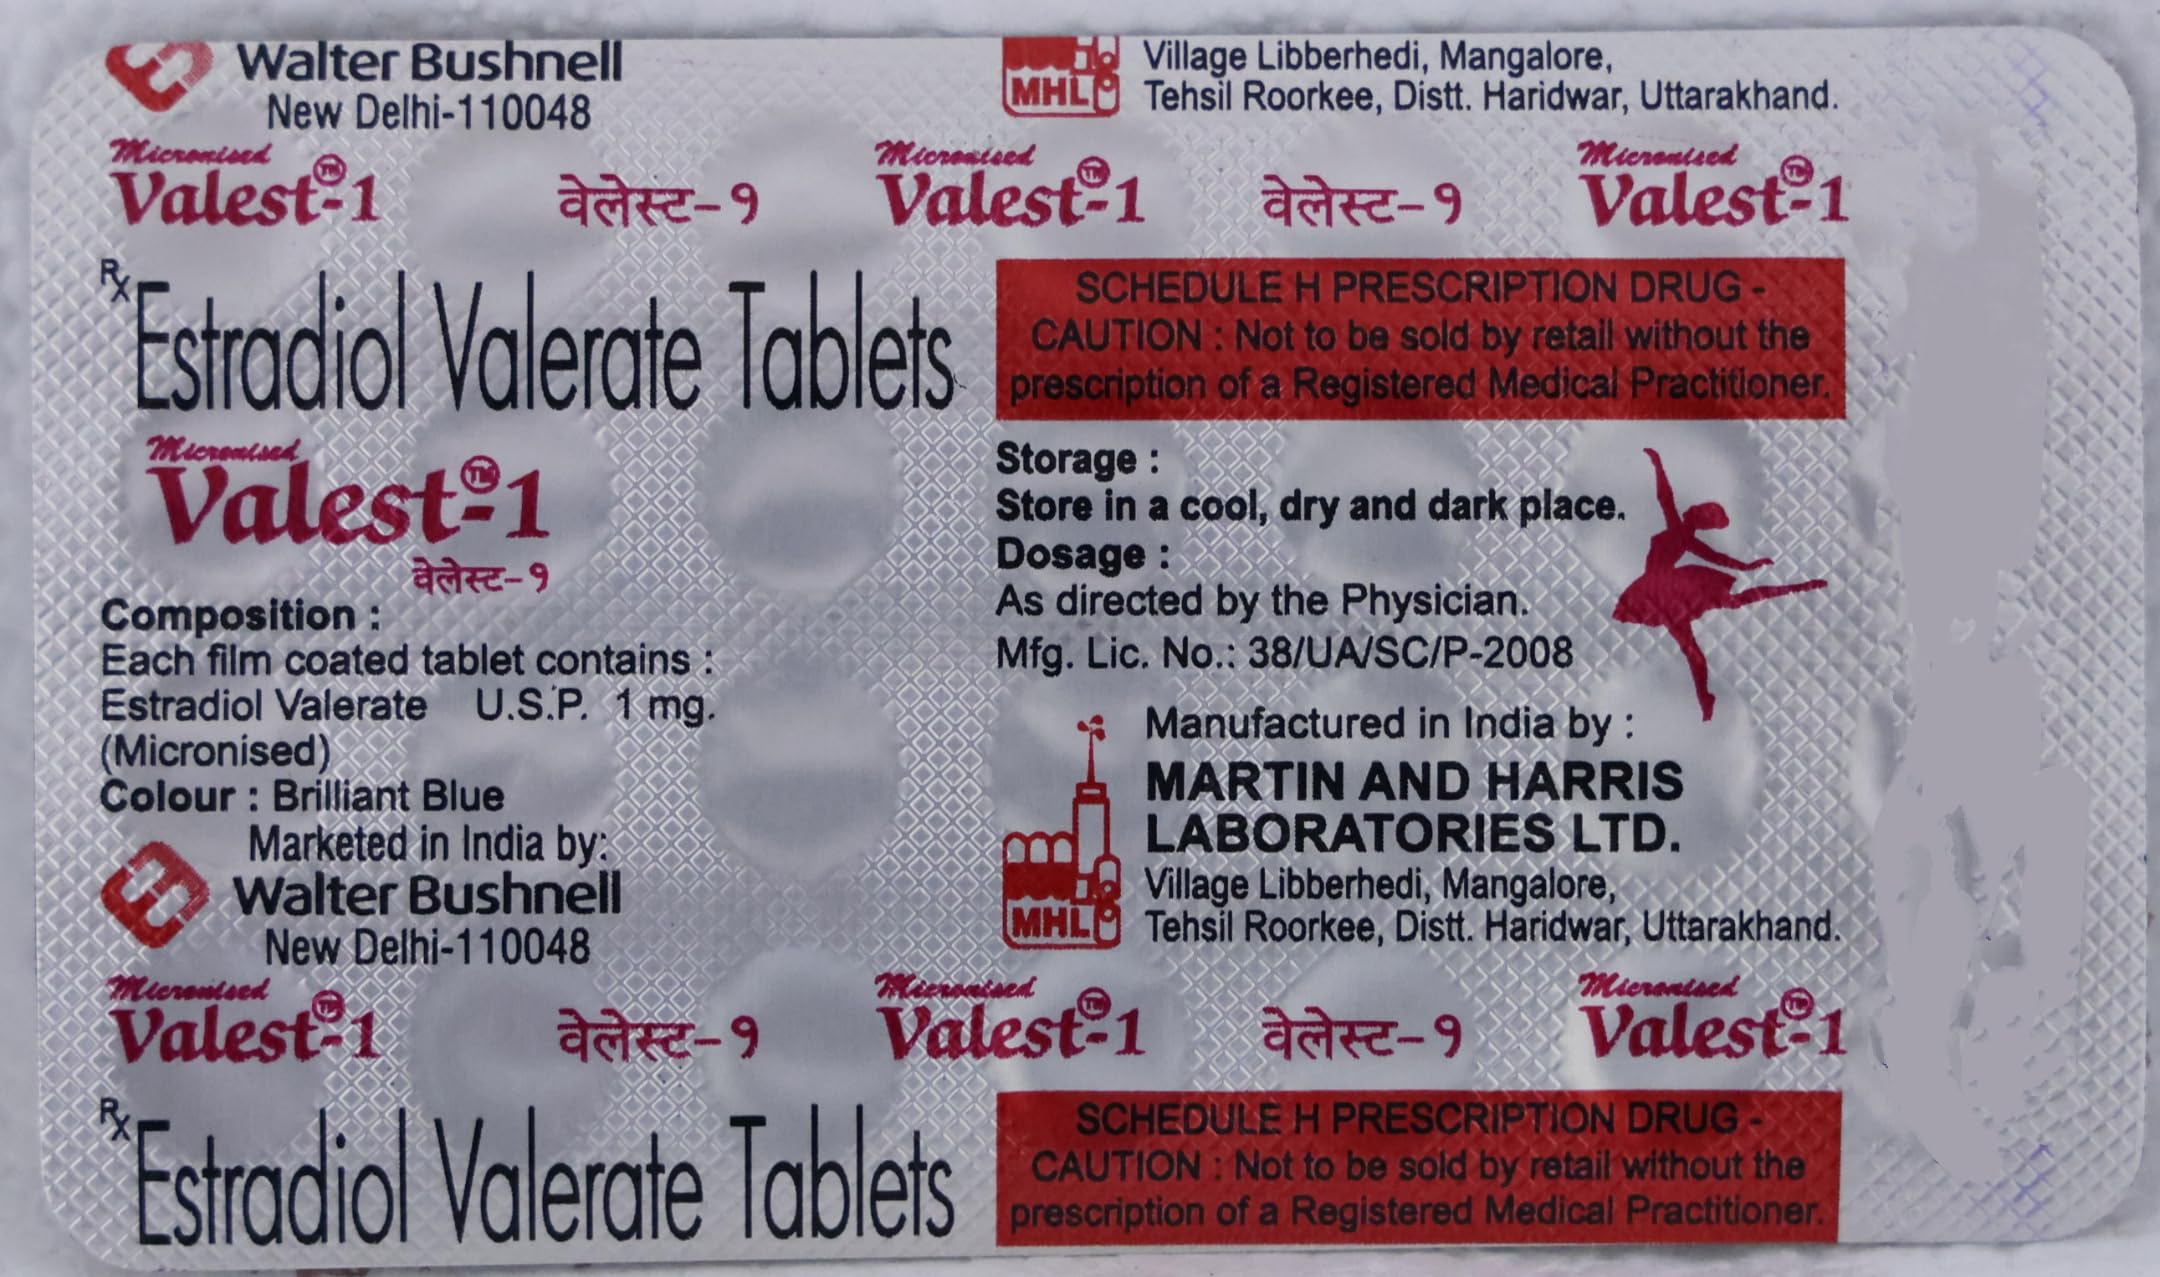 Walter Bushnell
New Delhi-110048
MHL
Village Libberhedi, Mangalore,
Tehsil Roorkee, Distt. Haridwar, Uttarakhand.
Micronised
Valest™-1
वेलेस्ट-१
Micronised
Valest™-1
वेलेस्ट-१
Micronised
Valest™-1
Rx
Estradiol Valerate Tablets
SCHEDULE H PRESCRIPTION DRUG -
CAUTION : Not to be sold by retail without the
prescription of a Registered Medical Practitioner.
Micronised
Valest™-1
वेलेस्ट-१
Composition :
Each film coated tablet contains :
Estradiol Valerate U.S.P. 1 mg.
(Micronised)
Colour : Brilliant Blue
Marketed in India by:
Walter Bushnell
New Delhi-110048
Storage :
Store in a cool, dry and dark place.
Dosage :
As directed by the Physician.
Mfg. Lic. No.: 38/UA/SC/P-2008
Manufactured in India by :
MARTIN AND HARRIS
LABORATORIES LTD.
MHL
Village Libberhedi, Mangalore,
Tehsil Roorkee, Distt. Haridwar, Uttarakhand.
Micronised
Valest™-1
वेलेस्ट-१
Micronised
Valest™-1
वेलेस्ट-१
Micronised
Valest™-1
Rx
Estradiol Valerate Tablets
SCHEDULE H PRESCRIPTION DRUG -
CAUTION : Not to be sold by retail without the
prescription of a Registered Medical Practitioner.